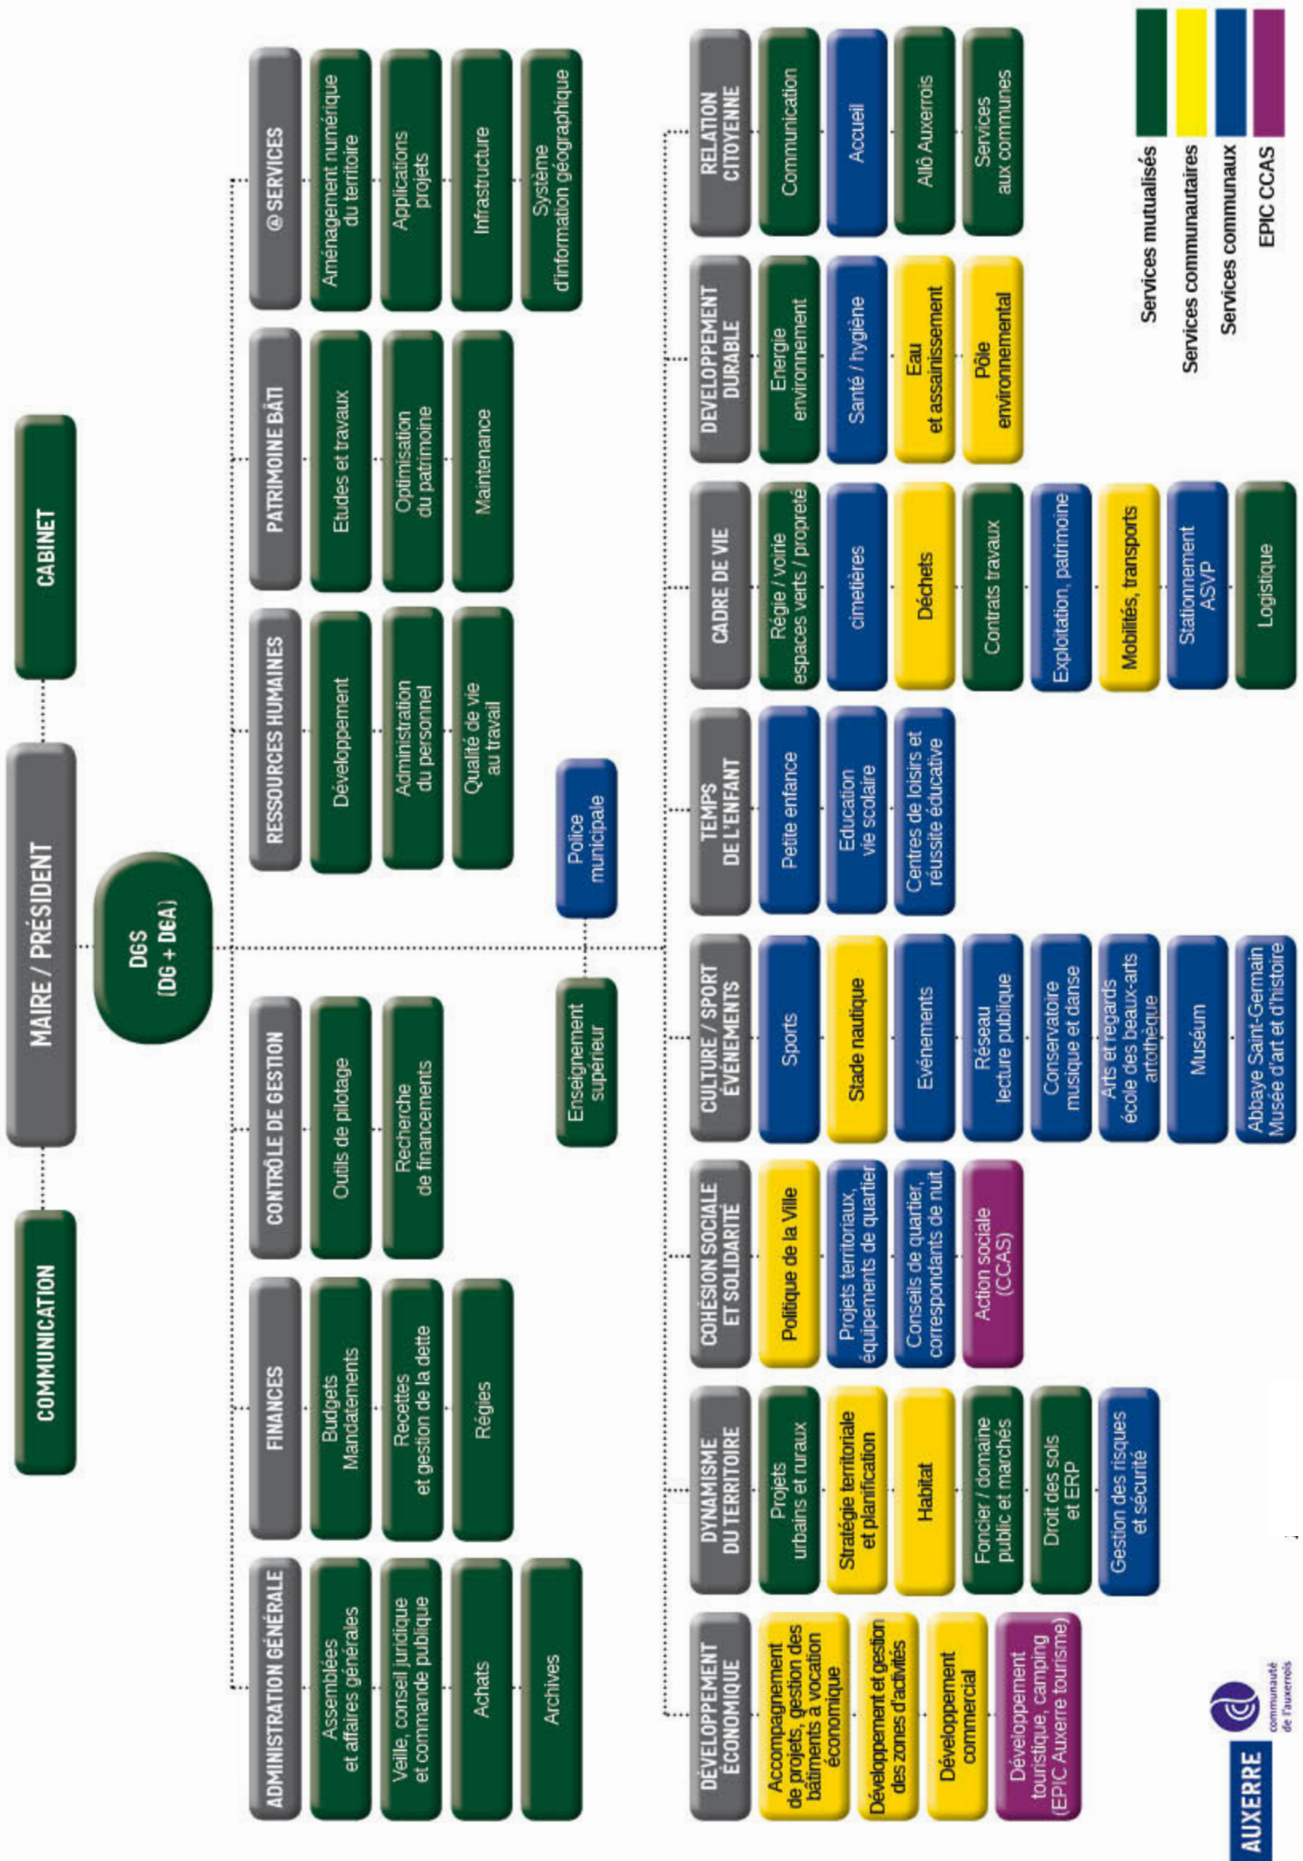 MAIRE / PRÉSIDENT
COMMUNICATION
CABINET
DGS
(DG + DGA)
ADMINISTRATION GÉNÉRALE
Assemblées
et affaires générales
Veille, conseil juridique
et commande publique
Achats
Archives
FINANCES
Budgets
Mandatements
Recettes
et gestion de la dette
Régies
CONTRÔLE DE GESTION
Outils de pilotage
Recherche
de financements
RESSOURCES HUMAINES
Développement
Administration
du personnel
Qualité de vie
au travail
PATRIMOINE BÂTI
Etudes et travaux
Optimisation
du patrimoine
Maintenance
@ SERVICES
Aménagement numérique
du territoire
Applications
projets
Infrastructure
Système
d'information géographique
Enseignement
supérieur
Police
municipale
DÉVELOPPEMENT
ÉCONOMIQUE
Accompagnement
de projets, gestion des
bâtiments à vocation
économique
Développement et gestion
des zones d'activités
Développement
commercial
Développement
touristique, camping
(EPIC Auxerre tourisme)
DYNAMISME
DU TERRITOIRE
Projets
urbains et ruraux
Stratégie territoriale
et planification
Habitat
Foncier / domaine
public et marchés
Droit des sols
et ERP
Gestion des risques
et sécurité
COHÉSION SOCIALE
ET SOLIDARITÉ
Politique de la Ville
Projets territoriaux,
équipements de quartier
Conseils de quartier,
correspondants de nuit
Action sociale
(CCAS)
CULTURE / SPORT
ÉVÉNEMENTS
Sports
Stade nautique
Evénements
Réseau
lecture publique
Conservatoire
musique et danse
Arts et regards
école des beaux-arts
artothèque
Muséum
Abbaye Saint-Germain
Musée d'art et d'histoire
TEMPS
DE L'ENFANT
Petite enfance
Education
vie scolaire
Centres de loisirs et
réussite éducative
CADRE DE VIE
Régie / voirie
espaces verts / propreté
cimetières
Déchets
Contrats travaux
Exploitation, patrimoine
Mobilités, transports
Stationnement
ASVP
Logistique
DEVELOPPEMENT
DURABLE
Energie
environnement
Santé / hygiène
Eau
et assainissement
Pôle
environnemental
RELATION
CITOYENNE
Communication
Accueil
Allô Auxerrois
Services
aux communes
Services mutualisés
Services communautaires
Services communaux
EPIC CCAS
AUXERRE
communauté
de l'auxerrois